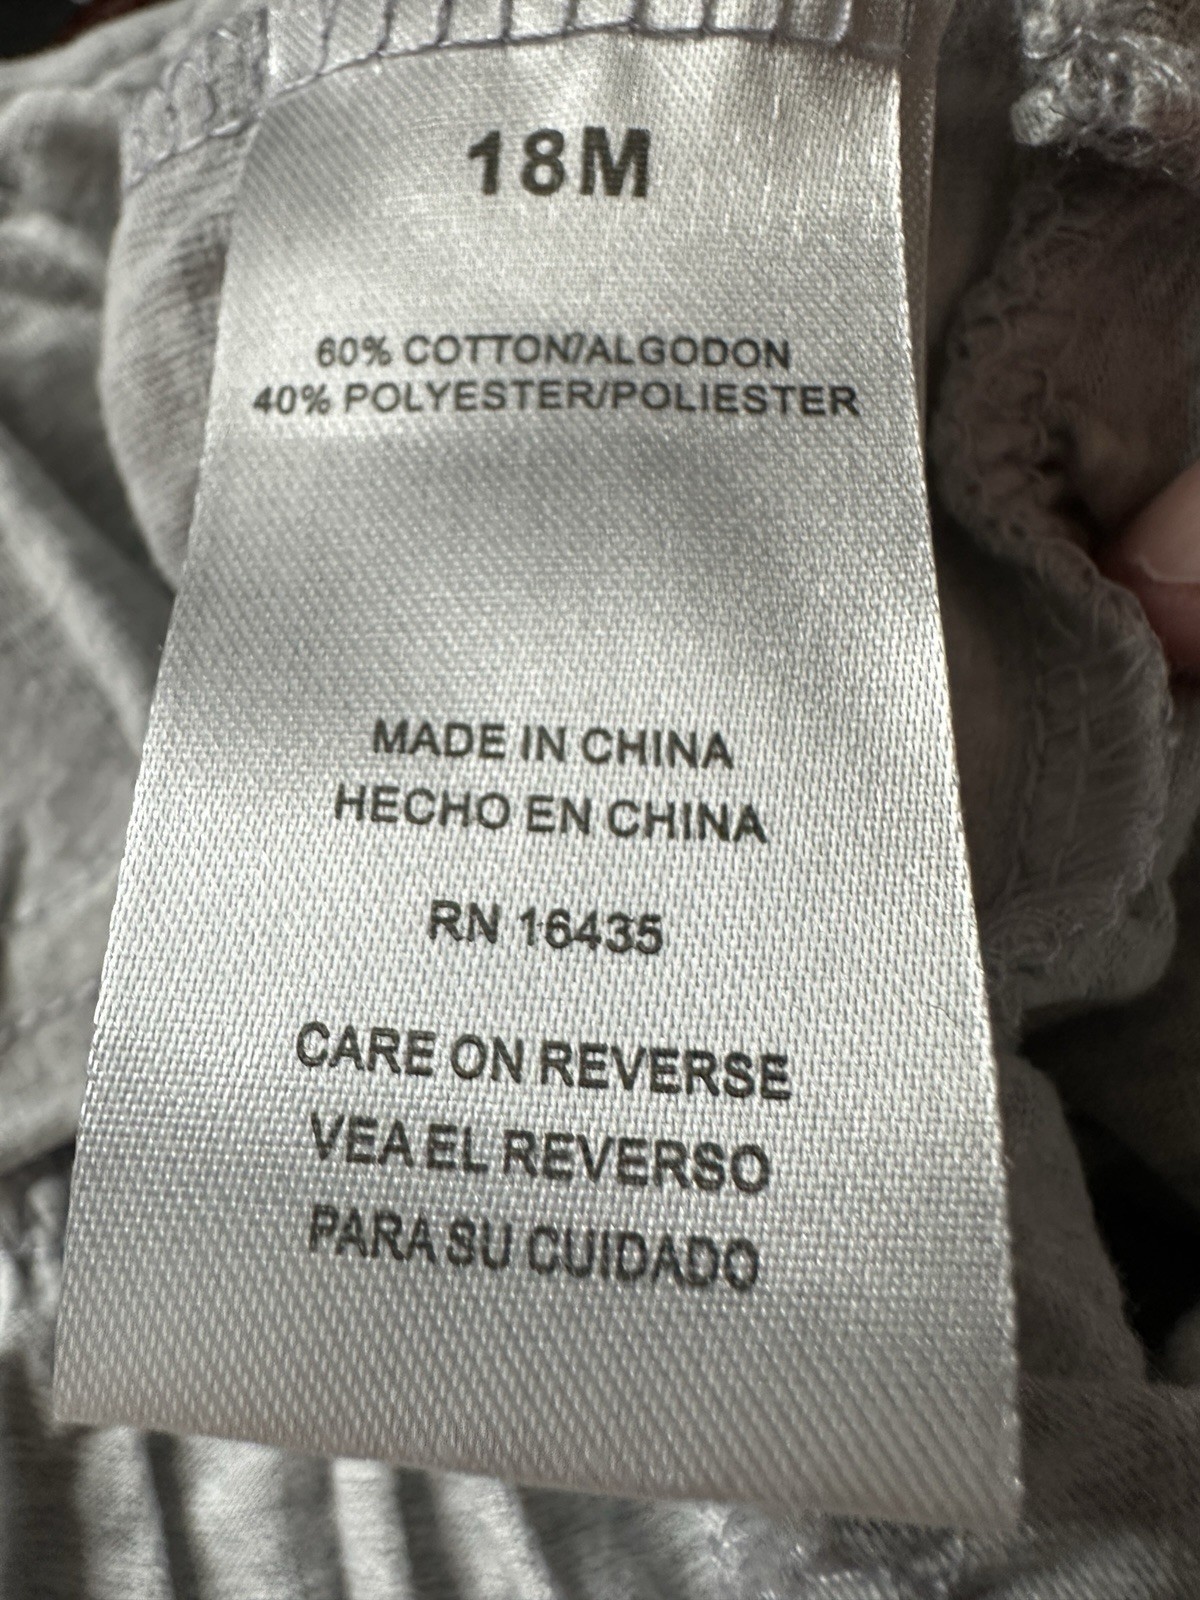 18M
60% COTTON/ALGODON
40% POLYESTER/POLIESTER
MADE IN CHINA
HECHO EN CHINA
RN 16435
CARE ON REVERSE
VEA EL REVERSO
PARA SU CUIDADO